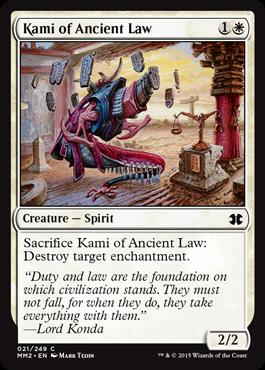 Kami of Ancient Law 1
Creature — Spirit
Sacrifice Kami of Ancient Law:
Destroy target enchantment.
“Duty and law are the foundation on
which civilization stands. They must
not fall, for when they do, they take
everything with them.”
—Lord Konda
2/2
021/249 C
MM2 • EN Mark Tedin
™ & © 2015 Wizards of the Coast